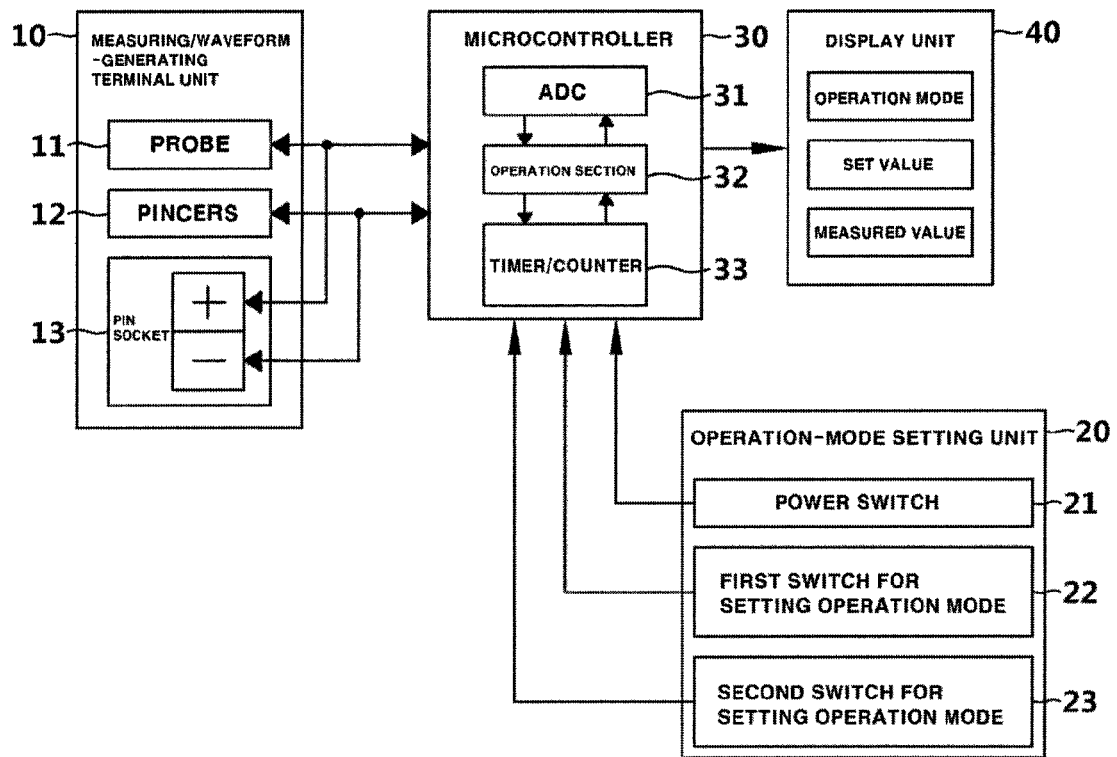 10
MEASURING/WAVEFORM
-GENERATING
TERMINAL UNIT
11
PROBE
12
PINCERS
13
PIN
SOCKET
+
−
MICROCONTROLLER
30
ADC
31
OPERATION SECTION
32
TIMER/COUNTER
33
DISPLAY UNIT
40
OPERATION MODE
SET VALUE
MEASURED VALUE
OPERATION-MODE SETTING UNIT
20
POWER SWITCH
21
FIRST SWITCH FOR
SETTING OPERATION MODE
22
SECOND SWITCH FOR
SETTING OPERATION MODE
23